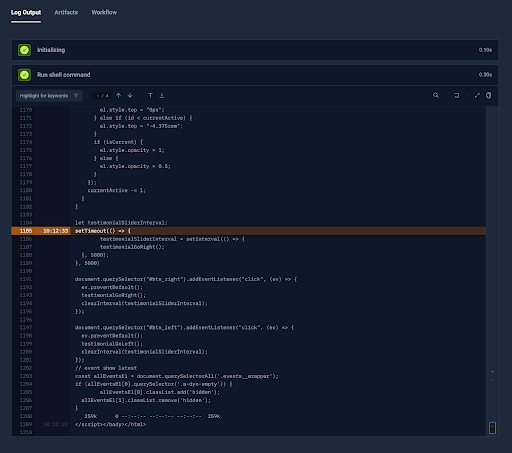 Log Output
Artifacts
Workflow
Initializing
0.10s
Run shell command
0.30s
Highlight for keywords
- / 4
1170 el.style.top = "0px";
1171 } else if (id < currentActive) {
1172 el.style.top = "-4.375rem";
1173 }
1174 if (isCurrent) {
1175 el.style.opacity = 1;
1176 } else {
1177 el.style.opacity = 0.5;
1178 }
1179 });
1180 currentActive -= 1;
1181 }
1182 }
1183
1184 let testimonialSliderInterval;
1185 10:12:33 setTimeout(() => {
1186 testimonialSliderInterval = setInterval(() => {
1187 testimonialGoRight();
1188 }, 5000);
1189 }, 5000)
1190
1191 document.querySelector("#btn_right").addEventListener("click", (ev) => {
1192 ev.preventDefault();
1193 testimonialGoRight();
1194 clearInterval(testimonialSliderInterval);
1195 });
1196
1197 document.querySelector("#btn_left").addEventListener("click", (ev) => {
1198 ev.preventDefault();
1199 testimonialGoLeft();
1200 clearInterval(testimonialSliderInterval);
1201 });
1202 // event show latest
1203 const allEventsEl = document.querySelectorAll('.events__wrapper');
1204 if (allEventsEl[0].querySelector('.w-dyn-empty')) {
1205 allEventsEl[0].classList.add('hidden');
1206 allEventsEl[1].classList.remove('hidden');
1207 }
1208 259k 0 --:--:-- --:--:-- --:--:-- 259k
1209 10:12:33 </script></body></html>
1210